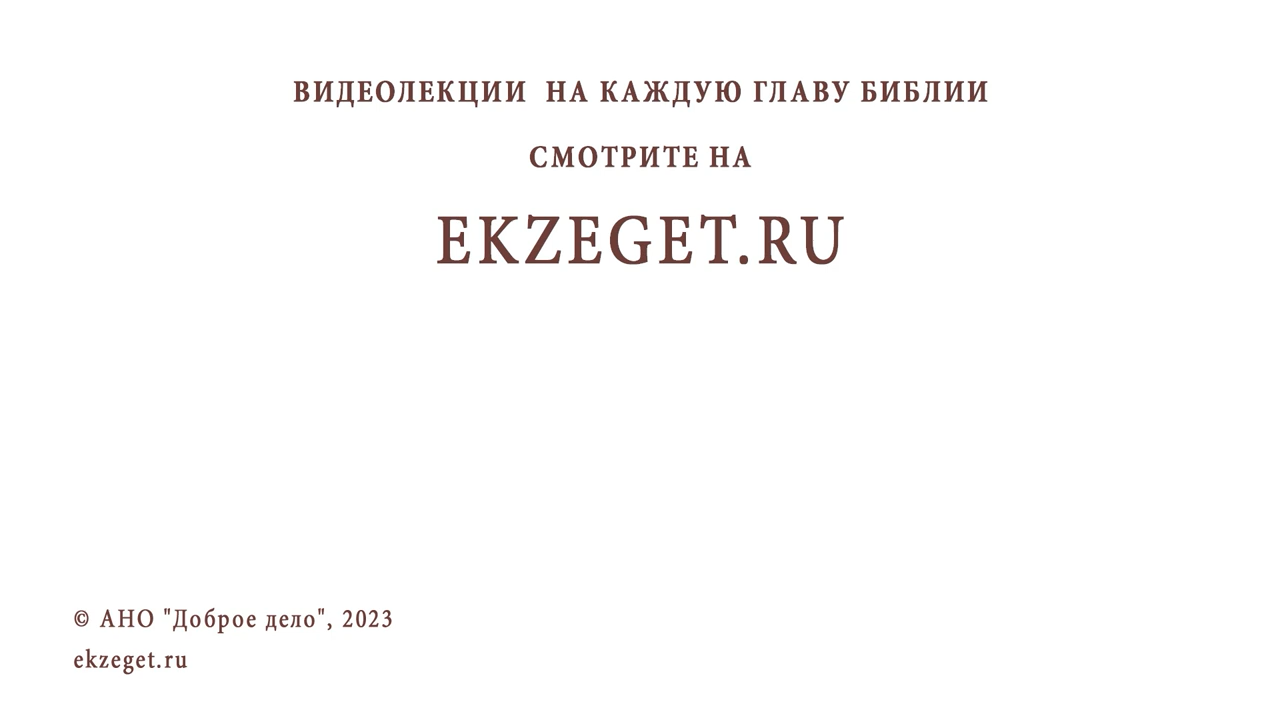 ВИДЕОЛЕКЦИИ НА КАЖДУЮ ГЛАВУ БИБЛИИ
СМОТРИТЕ НА
EKZEGET.RU
© АНО "Доброе дело", 2023
ekzeget.ru